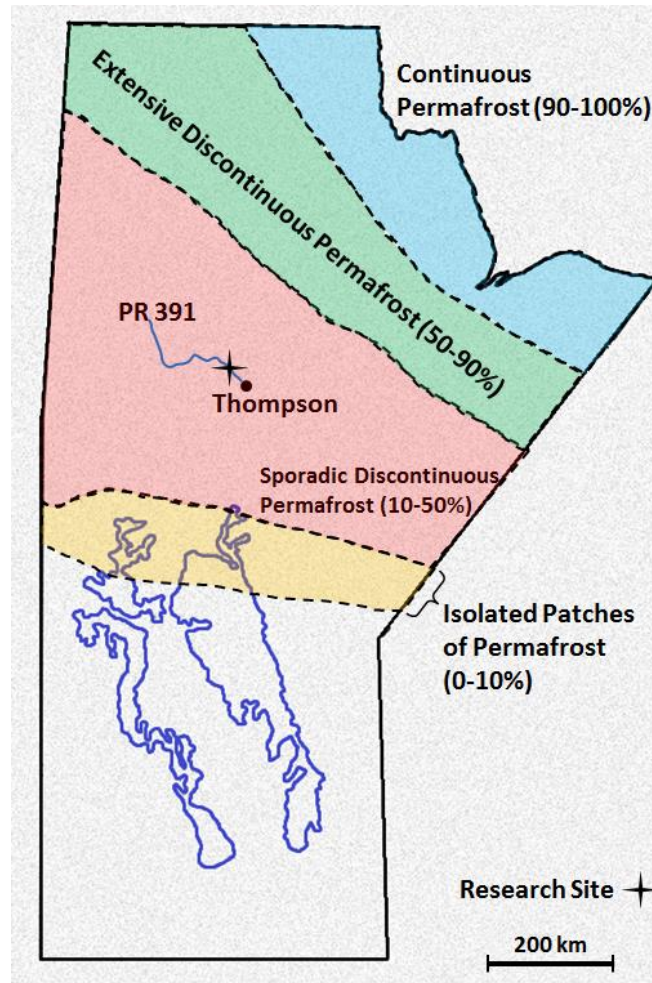 Continuous
Permafrost (90-100%)
Extensive Discontinuous Permafrost (50-90%)
PR 391
Thompson
Sporadic Discontinuous
Permafrost (10-50%)
Isolated Patches
of Permafrost
(0-10%)
Research Site
200 km